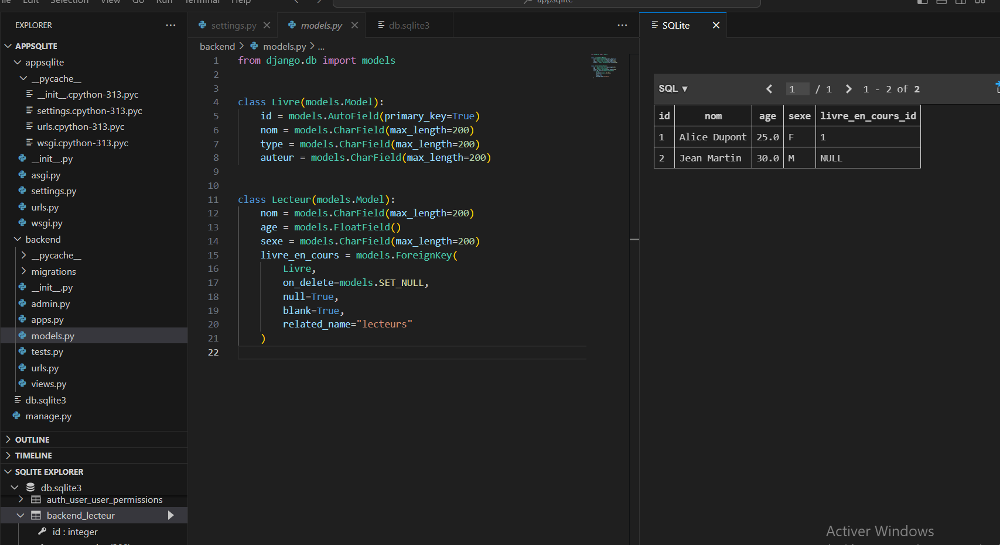 Edit Selection View Go Run Terminal Help
appsqlite
EXPLORER
settings.py
models.py
db.sqlite3
SQLite
APPSQLITE
appsqlite
__pycache__
__init__.cpython-313.pyc
settings.cpython-313.pyc
urls.cpython-313.pyc
wsgi.cpython-313.pyc
__init__.py
asgi.py
settings.py
urls.py
wsgi.py
backend
__pycache__
migrations
__init__.py
admin.py
apps.py
models.py
tests.py
urls.py
views.py
db.sqlite3
manage.py
OUTLINE
TIMELINE
SQLITE EXPLORER
db.sqlite3
auth_user_user_permissions
backend_lecteur
id : integer
backend > models.py > ...
1 from django.db import models
2
3
4 class Livre(models.Model):
5 id = models.AutoField(primary_key=True)
6 nom = models.CharField(max_length=200)
7 type = models.CharField(max_length=200)
8 auteur = models.CharField(max_length=200)
9
10
11 class Lecteur(models.Model):
12 nom = models.CharField(max_length=200)
13 age = models.FloatField()
14 sexe = models.CharField(max_length=200)
15 livre_en_cours = models.ForeignKey(
16 Livre,
17 on_delete=models.SET_NULL,
18 null=True,
19 blank=True,
20 related_name="lecteurs"
21 )
22
SQL ▼ < 1 / 1 > 1 - 2 of 2
id nom age sexe livre_en_cours_id
1 Alice Dupont 25.0 F 1
2 Jean Martin 30.0 M NULL
Activer Windows